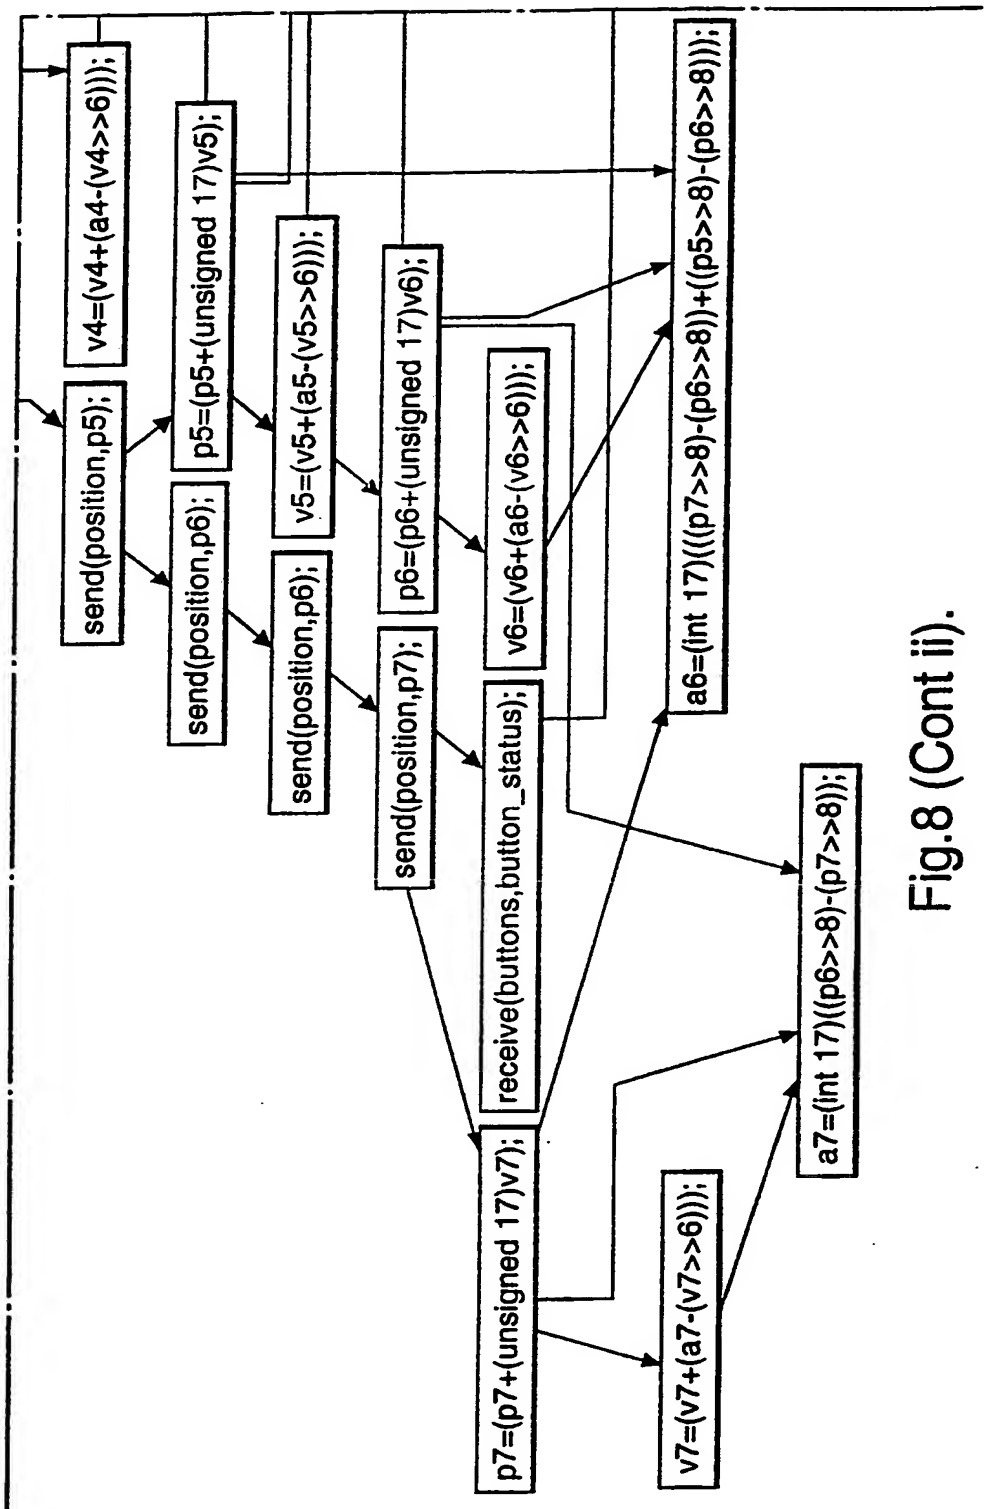 v4=(v4+(a4-(v4>>6)));
send(position,p5);
p5=(p5+(unsigned 17)v5);
send(position,p6);
v5=(v5+(a5-(v5>>6)));
send(position,p6);
p6=(p6+(unsigned 17)v6);
send(position,p7);
v6=(v6+(a6-(v6>>6)));
receive(buttons,button_status);
p7=(p7+(unsigned 17)v7);
a6=(int 17)(((p7>>8)-(p6>>8))+((p5>>8)-(p6>>8)));
v7=(v7+(a7-(v7>>6)));
a7=(int 17)((p6>>8)-(p7>>8));
Fig.8 (Cont ii).